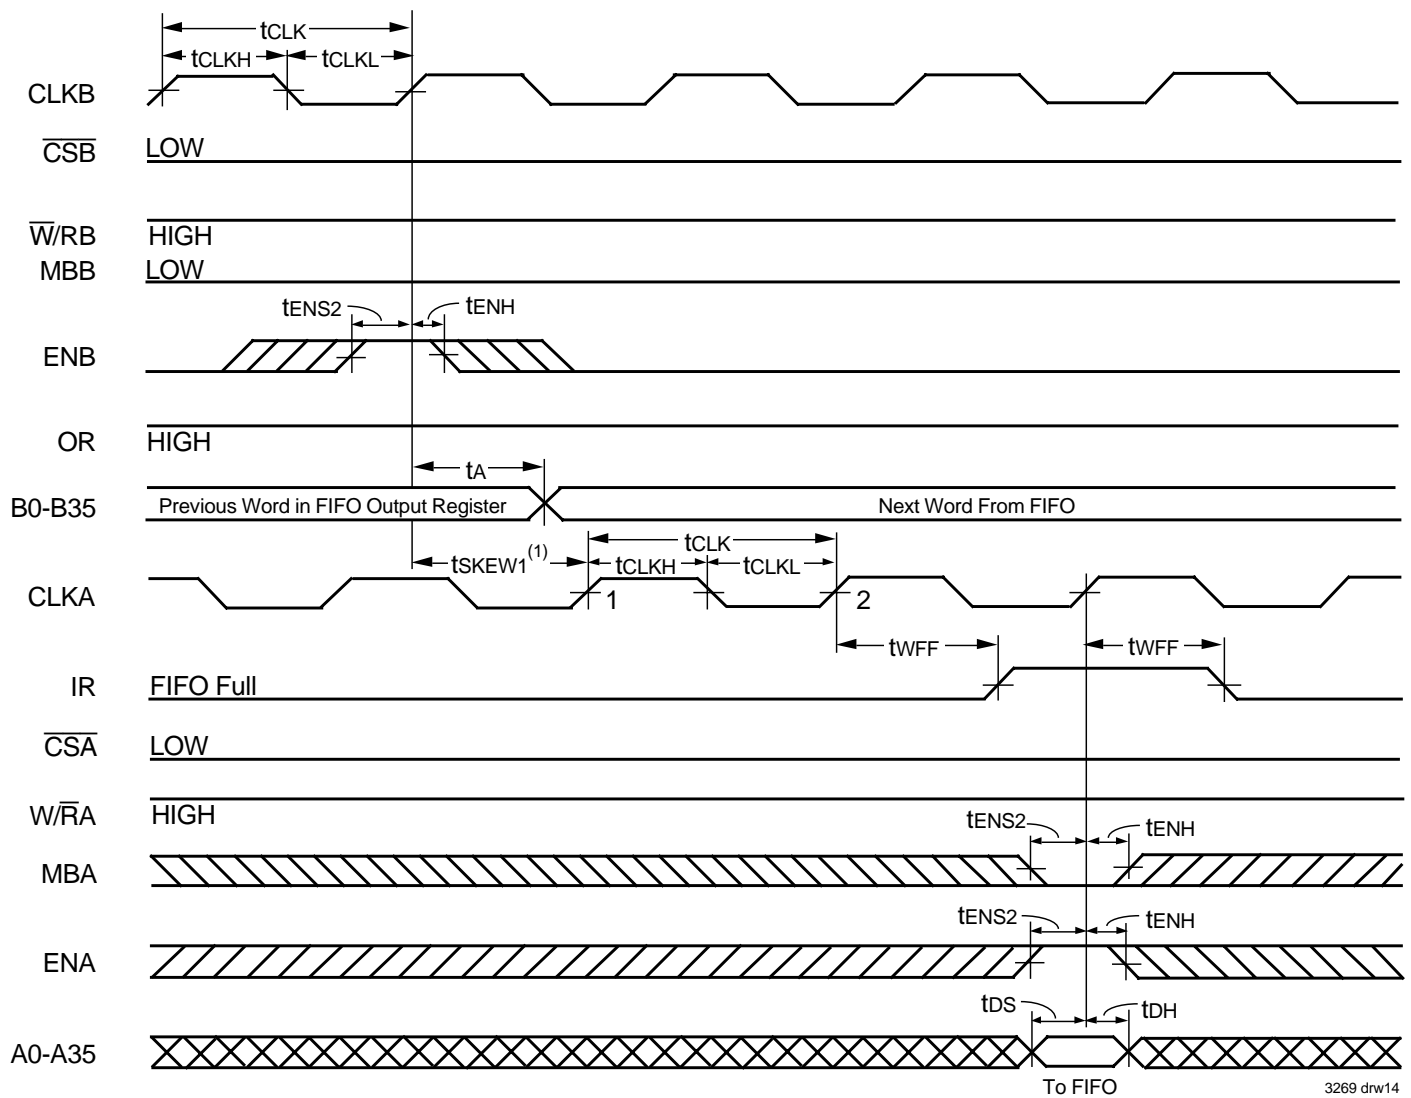 tCLK
tCLKH tCLKL
CLKB
CSB LOW
W/RB HIGH
MBB LOW
tENS2 tENH
ENB
OR HIGH
tA
B0-B35 Previous Word in FIFO Output Register Next Word From FIFO
tCLK
tSKEW1(1) tCLKH tCLKL
CLKA 1 2
tWFF tWFF
IR FIFO Full
CSA LOW
W/RA HIGH
tENS2 tENH
MBA
tENS2 tENH
ENA
tDS tDH
A0-A35
To FIFO
3269 drw14